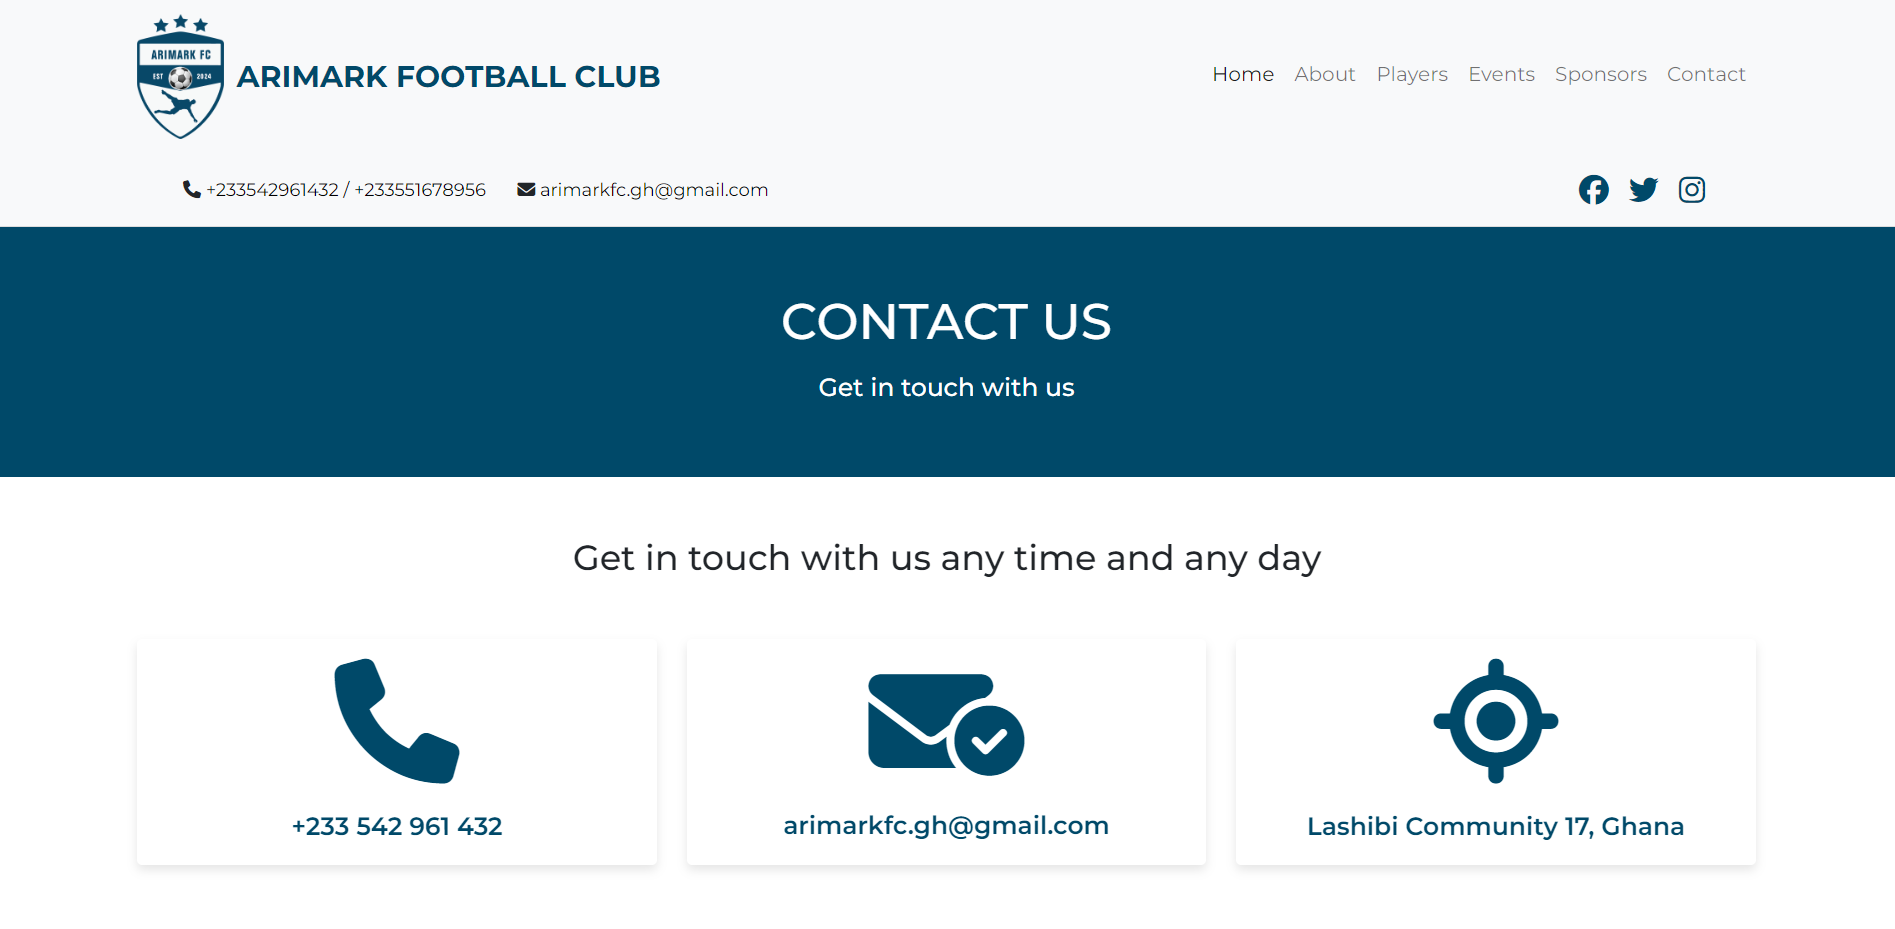 ARIMARK FC
EST 2024
ARIMARK FOOTBALL CLUB
Home About Players Events Sponsors Contact
+233542961432 / +233551678956 arimarkfc.gh@gmail.com
CONTACT US
Get in touch with us
Get in touch with us any time and any day
+233 542 961 432
arimarkfc.gh@gmail.com
Lashibi Community 17, Ghana